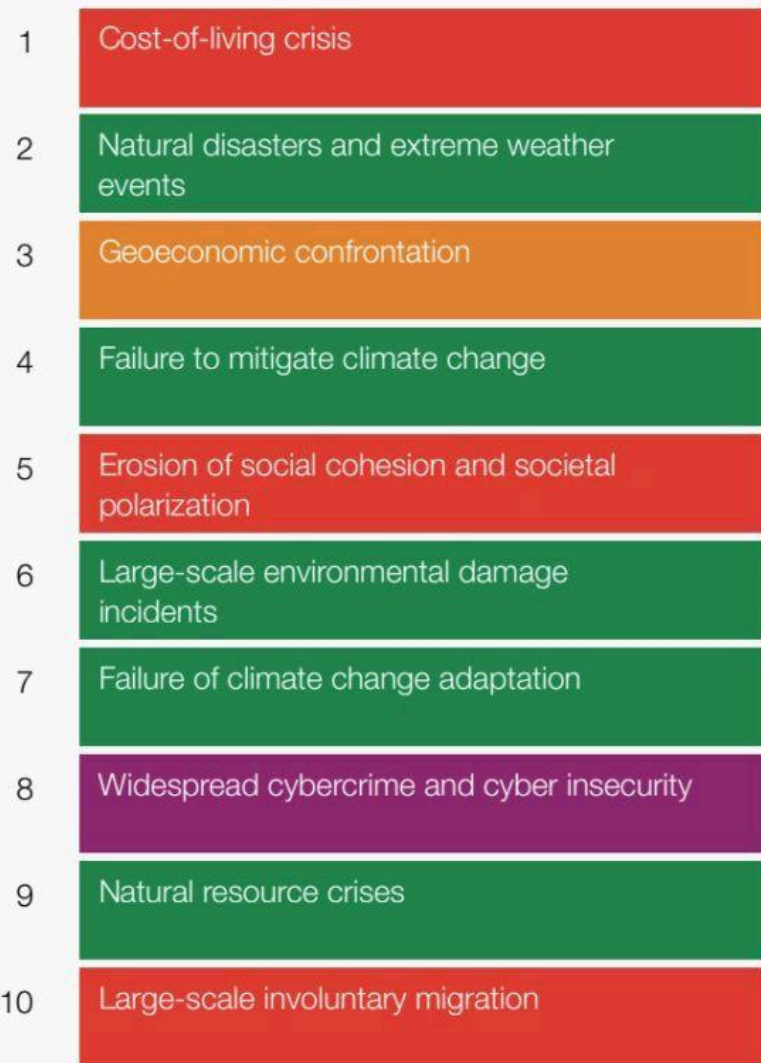 1 Cost-of-living crisis
2 Natural disasters and extreme weather
events
3 Geoeconomic confrontation
4 Failure to mitigate climate change
5 Erosion of social cohesion and societal
polarization
6 Large-scale environmental damage
incidents
7 Failure of climate change adaptation
8 Widespread cybercrime and cyber insecurity
9 Natural resource crises
10 Large-scale involuntary migration